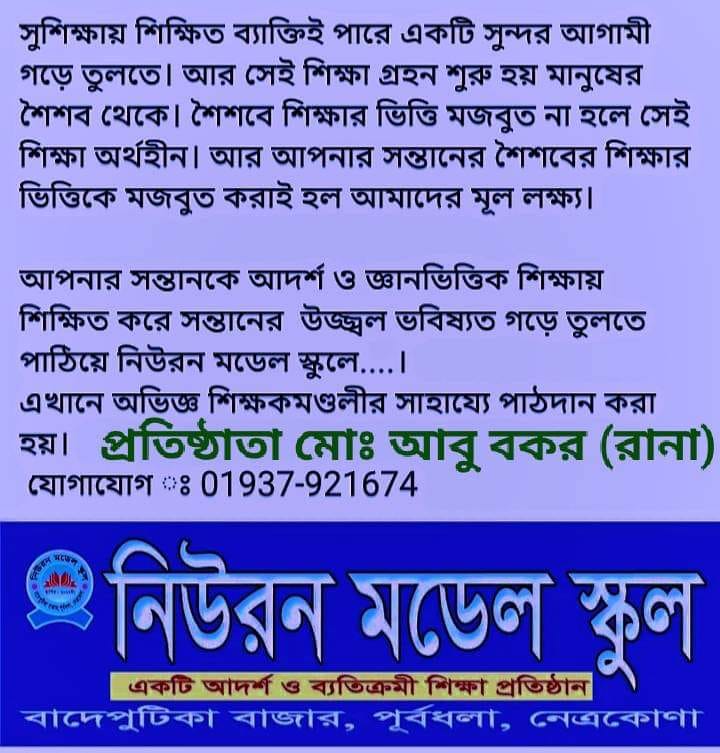 সুশিক্ষায় শিক্ষিত ব্যাক্তিই পারে একটি সুন্দর আগামী
গড়ে তুলতে। আর সেই শিক্ষা গ্রহন শুরু হয় মানুষের
শৈশব থেকে। শৈশবে শিক্ষার ভিত্তি মজবুত না হলে সেই
শিক্ষা অর্থহীন। আর আপনার সন্তানের শৈশবের শিক্ষার
ভিত্তিকে মজবুত করাই হল আমাদের মূল লক্ষ্য।
আপনার সন্তানকে আদর্শ ও জ্ঞানভিত্তিক শিক্ষায়
শিক্ষিত করে সন্তানের উজ্জ্বল ভবিষ্যত গড়ে তুলতে
পাঠিয়ে নিউরন মডেল স্কুলে....।
এখানে অভিজ্ঞ শিক্ষকমণ্ডলীর সাহায্যে পাঠদান করা
হয়। প্রতিষ্ঠাতা মোঃ আবু বকর (রানা)
যোগাযোগ ঃ 01937-921674
নিউরন মডেল স্কুল
নিউরন মডেল স্কুল
একটি আদর্শ ও ব্যতিক্রমী শিক্ষা প্রতিষ্ঠান
বাদেপুটিকা বাজার, পূর্বধলা, নেত্রকোণা